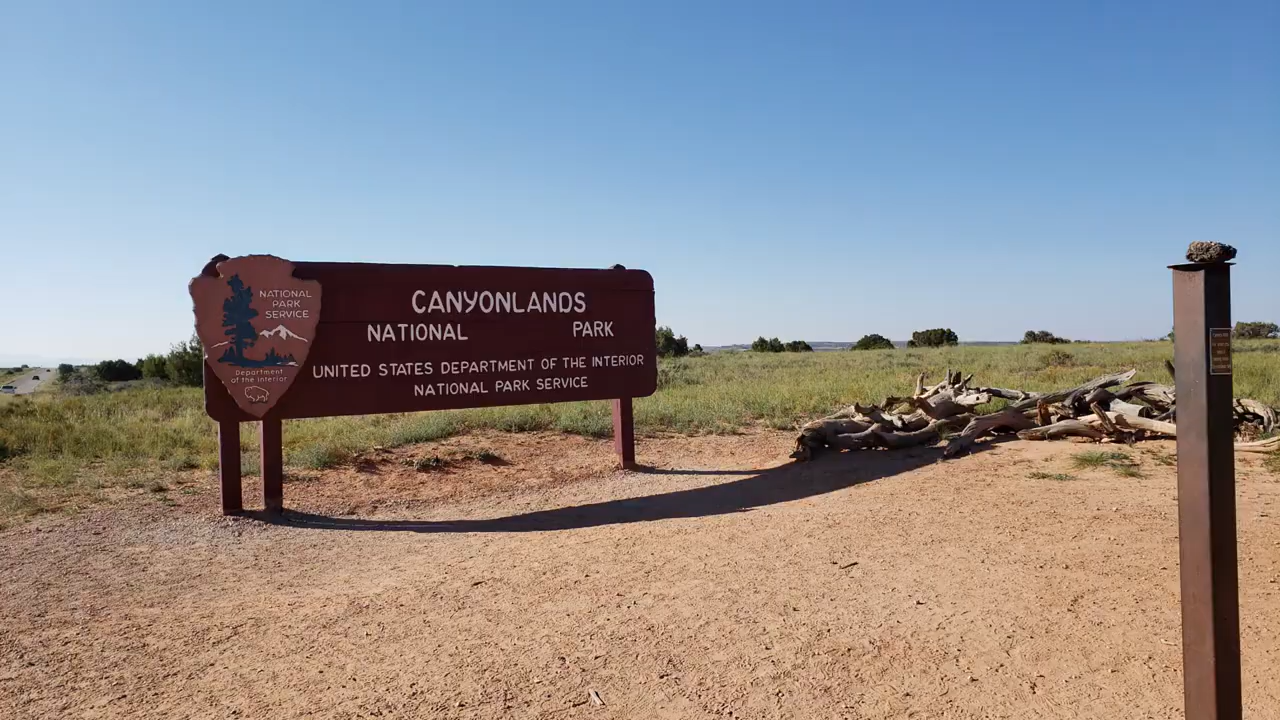 NATIONAL
PARK
SERVICE
Department
of the Interior
CANYONLANDS
NATIONAL PARK
UNITED STATES DEPARTMENT OF THE INTERIOR
NATIONAL PARK SERVICE